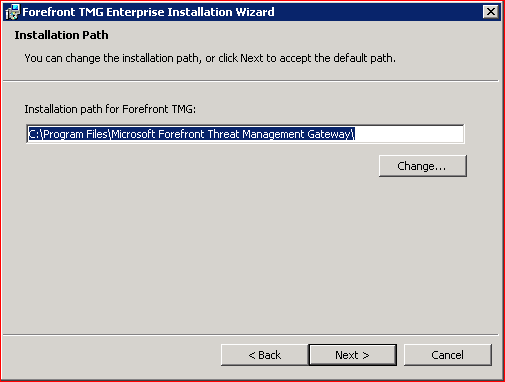 Forefront TMG Enterprise Installation Wizard
Installation Path
You can change the installation path, or click Next to accept the default path.
Installation path for Forefront TMG:
C:\Program Files\Microsoft Forefront Threat Management Gateway\
Change...
< Back
Next >
Cancel